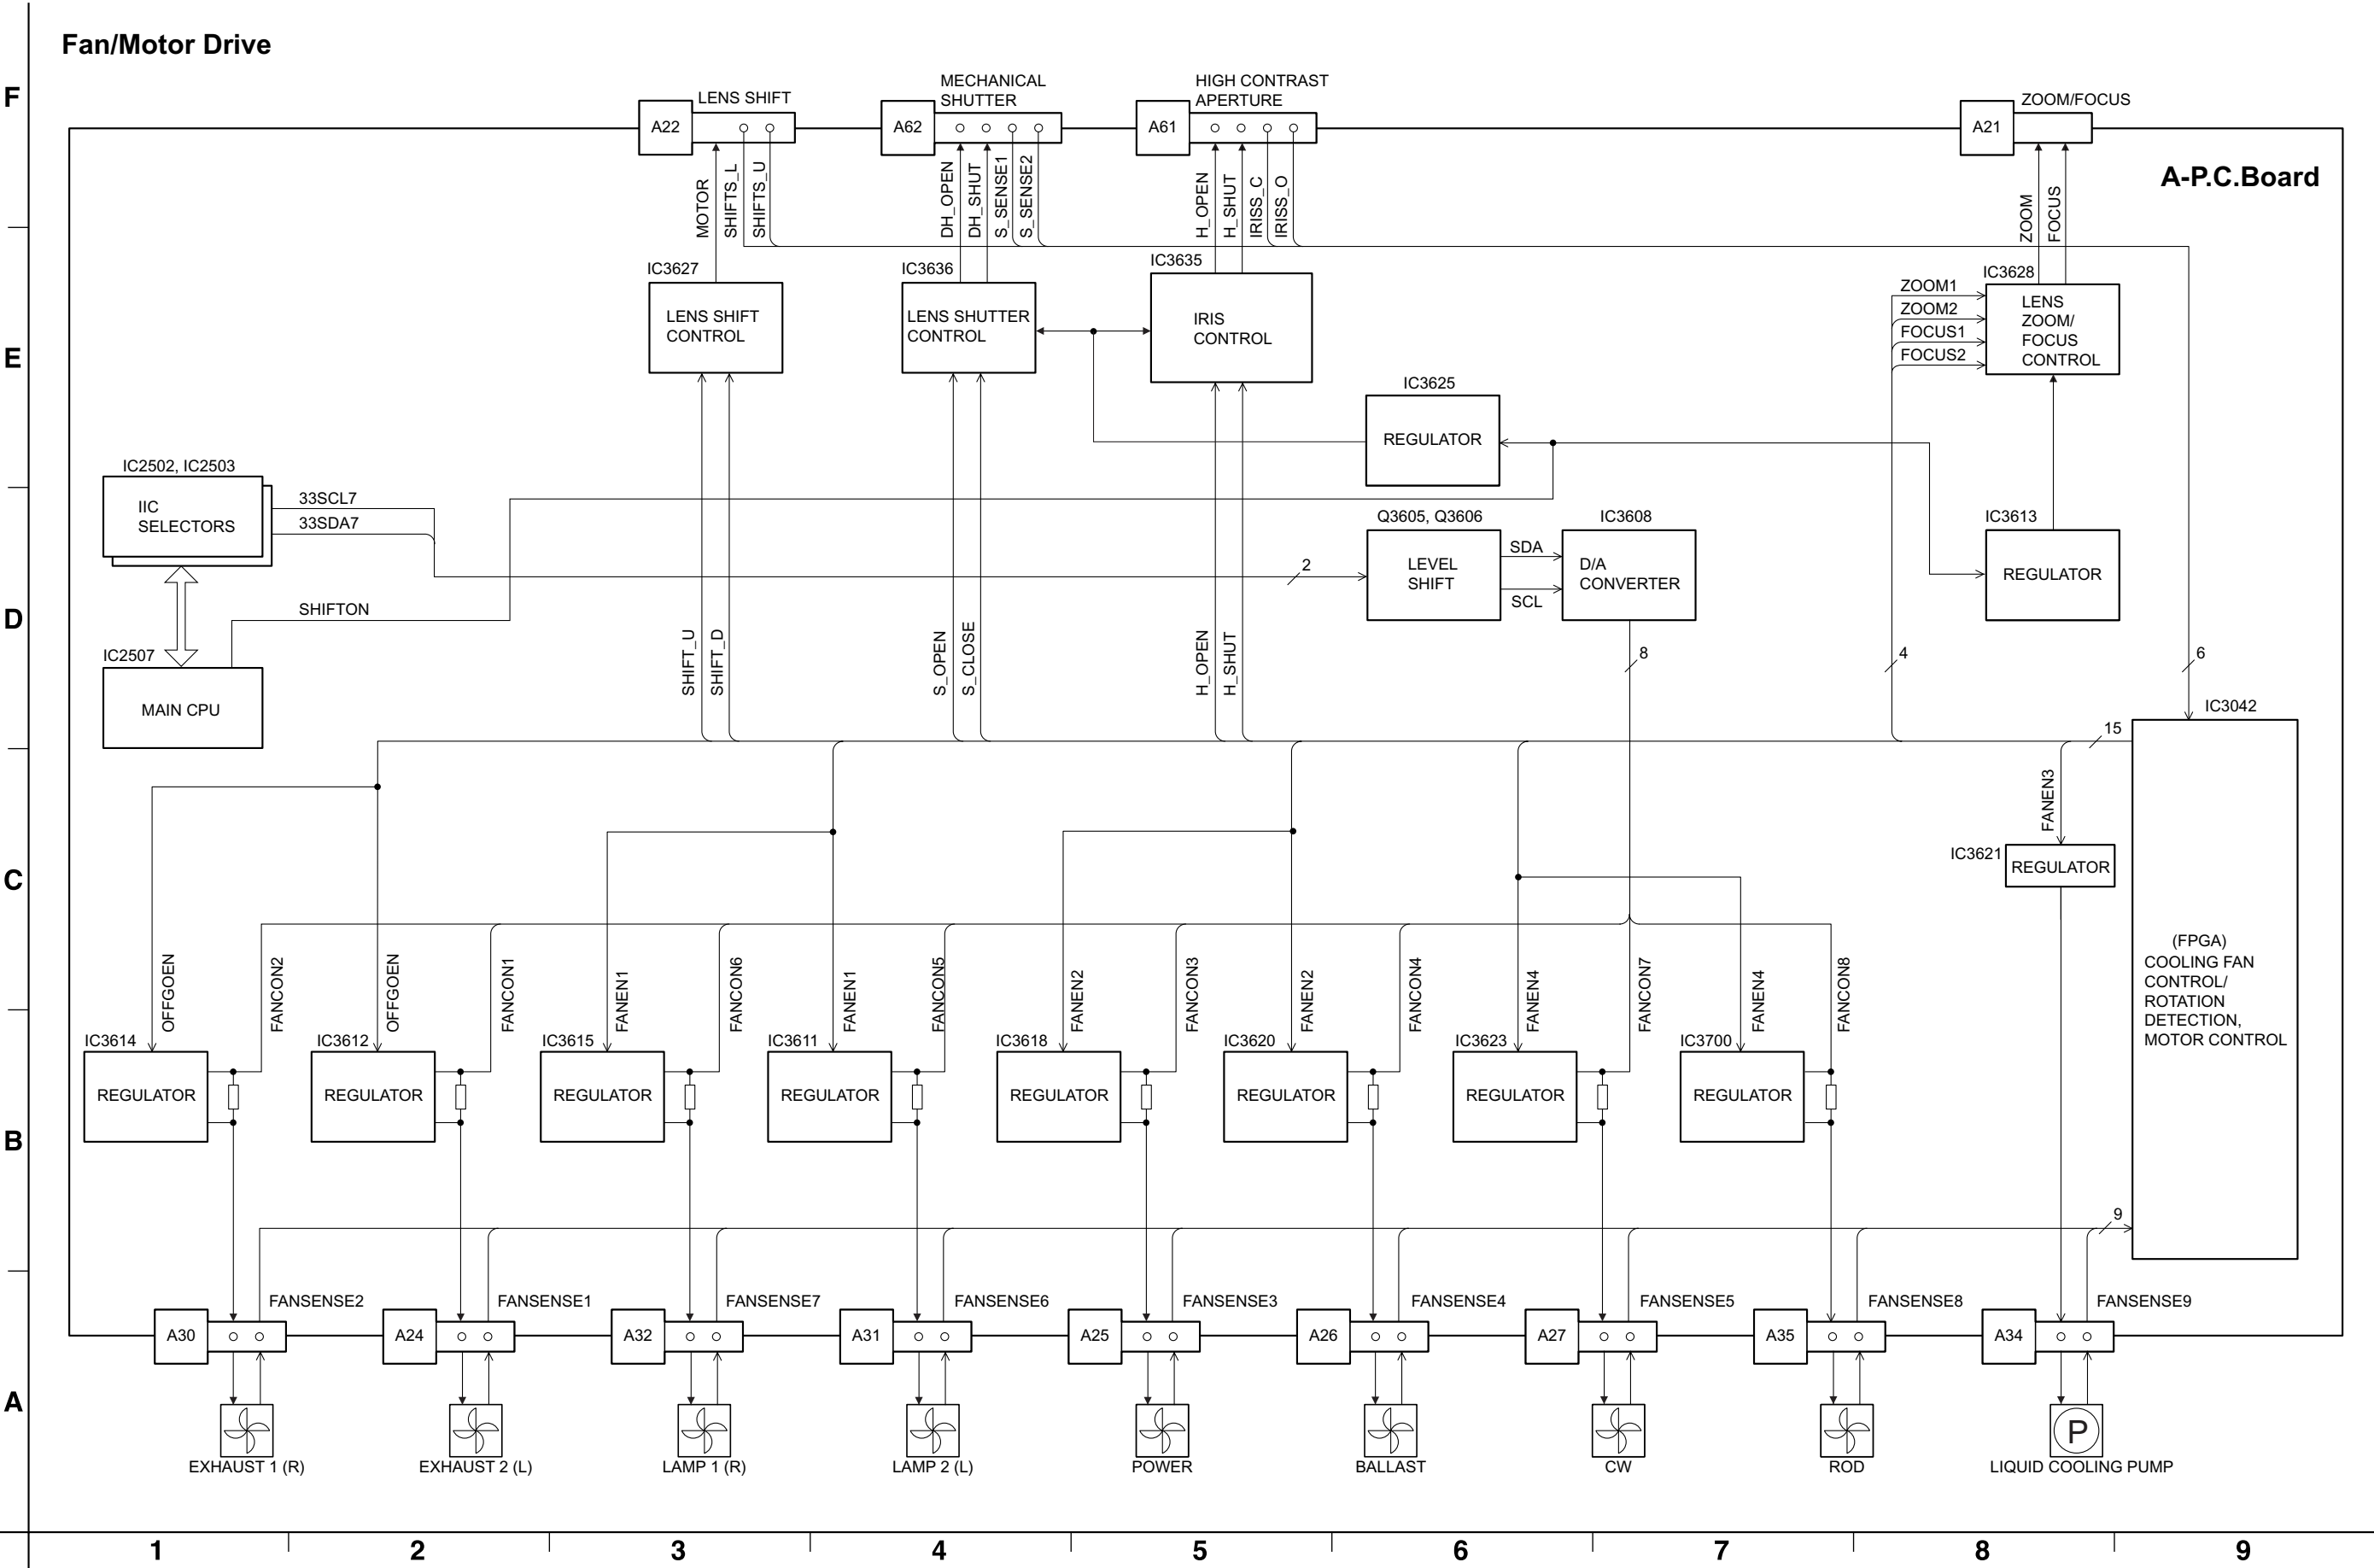 Fan/Motor Drive
F
E
D
C
B
A
A-P.C.Board
A22
LENS SHIFT
A62
MECHANICAL
SHUTTER
A61
HIGH CONTRAST
APERTURE
A21
ZOOM/FOCUS
MOTOR
SHIFTS_L
SHIFTS_U
DH_OPEN
DH_SHUT
S_SENSE1
S_SENSE2
H_OPEN
H_SHUT
IRISS_C
IRISS_O
ZOOM
FOCUS
IC3627
LENS SHIFT
CONTROL
IC3636
LENS SHUTTER
CONTROL
IC3635
IRIS
CONTROL
IC3628
LENS
ZOOM/
FOCUS
CONTROL
ZOOM1
ZOOM2
FOCUS1
FOCUS2
IC3625
REGULATOR
IC2502, IC2503
IIC
SELECTORS
33SCL7
33SDA7
SHIFTON
IC2507
MAIN CPU
2
Q3605, Q3606
LEVEL
SHIFT
SDA
SCL
IC3608
D/A
CONVERTER
IC3613
REGULATOR
SHIFT_U
SHIFT_D
S_OPEN
S_CLOSE
H_OPEN
H_SHUT
8
4
6
15
IC3042
(FPGA)
COOLING FAN
CONTROL/
ROTATION
DETECTION,
MOTOR CONTROL
FANEN3
IC3621
REGULATOR
OFFGOEN
FANCON2
OFFGOEN
FANCON1
FANEN1
FANCON6
FANEN1
FANCON5
FANEN2
FANCON3
FANEN2
FANCON4
FANEN4
FANCON7
FANEN4
FANCON8
IC3614
REGULATOR
IC3612
REGULATOR
IC3615
REGULATOR
IC3611
REGULATOR
IC3618
REGULATOR
IC3620
REGULATOR
IC3623
REGULATOR
IC3700
REGULATOR
9
FANSENSE2
FANSENSE1
FANSENSE7
FANSENSE6
FANSENSE3
FANSENSE4
FANSENSE5
FANSENSE8
FANSENSE9
A30
A24
A32
A31
A25
A26
A27
A35
A34
P
EXHAUST 1 (R)
EXHAUST 2 (L)
LAMP 1 (R)
LAMP 2 (L)
POWER
BALLAST
CW
ROD
LIQUID COOLING PUMP
1
2
3
4
5
6
7
8
9